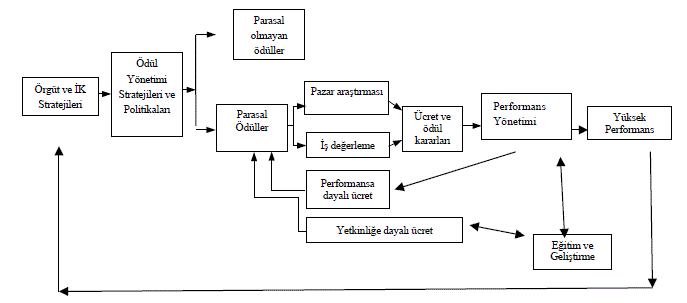 Parasal
olmayan
ödüller
Örgüt ve İK
Stratejileri
Ödül
Yönetimi
Stratejileri ve
Politikaları
Parasal
Ödüller
Pazar araştırması
İş değerleme
Ücret ve
ödül
kararları
Performans
Yönetimi
Yüksek
Performans
Performansa
dayalı ücret
Yetkinliğe dayalı ücret
Eğitim ve
Geliştirme